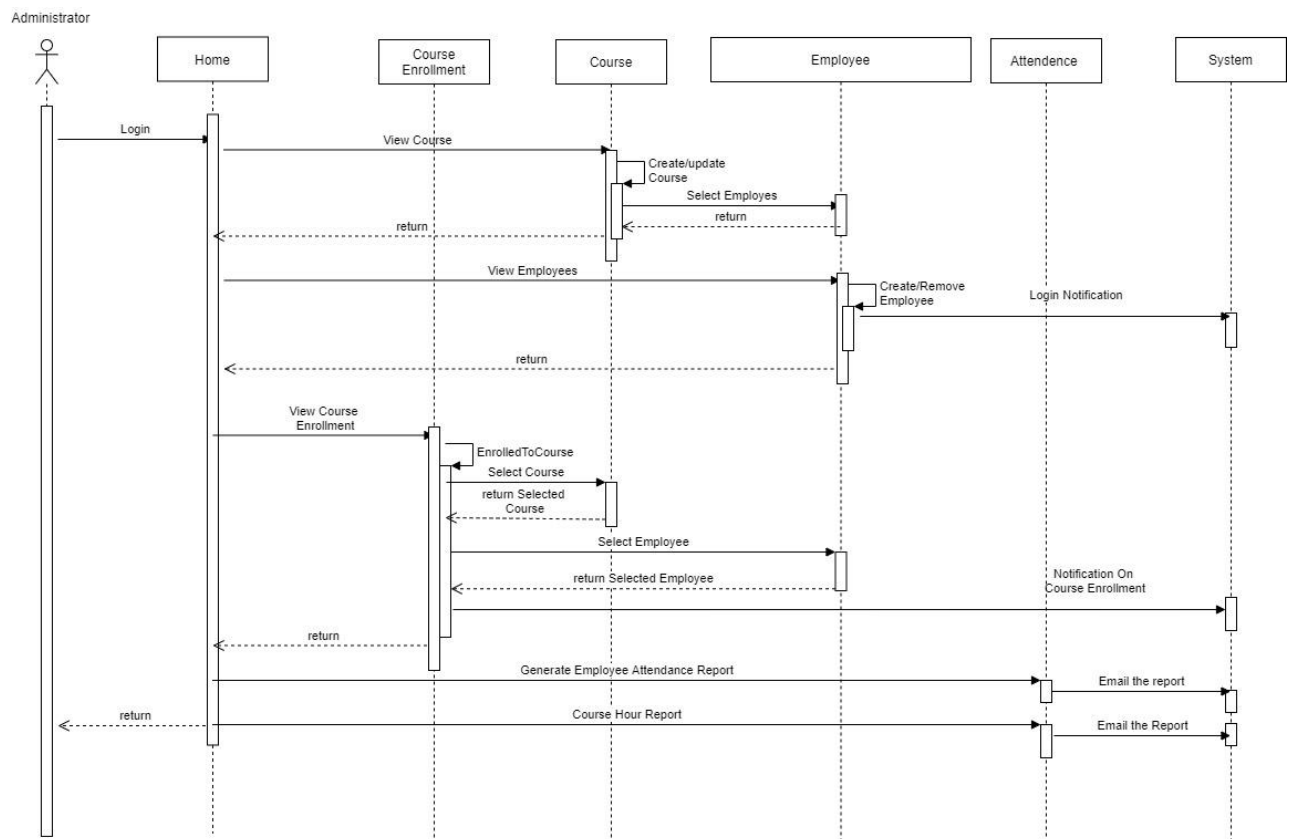 Administrator
Home
Course
Enrollment
Course
Employee
Attendence
System
Login
View Course
Create/update
Course
Select Employes
return
return
View Employees
Create/Remove
Employee
Login Notification
return
View Course
Enrollment
EnrolledToCourse
Select Course
return Selected
Course
Select Employee
return Selected Employee
Notification On
Course Enrollment
return
Generate Employee Attendance Report
Email the report
return
Course Hour Report
Email the Report